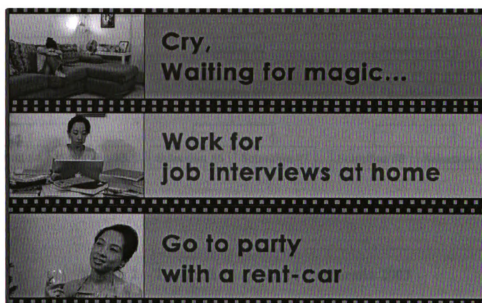 Cry,
Waiting for magic...
Work for
job interviews at home
Go to party
with a rent-car